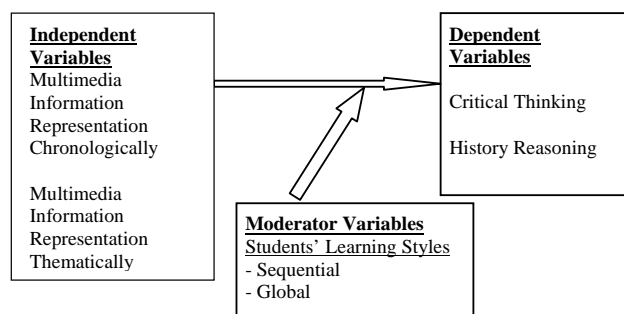 Independent
Variables
Multimedia
Information
Representation
Chronologically
Multimedia
Information
Representation
Thematically
Dependent
Variables
Critical Thinking
History Reasoning
Moderator Variables
Students’ Learning Styles
- Sequential
- Global